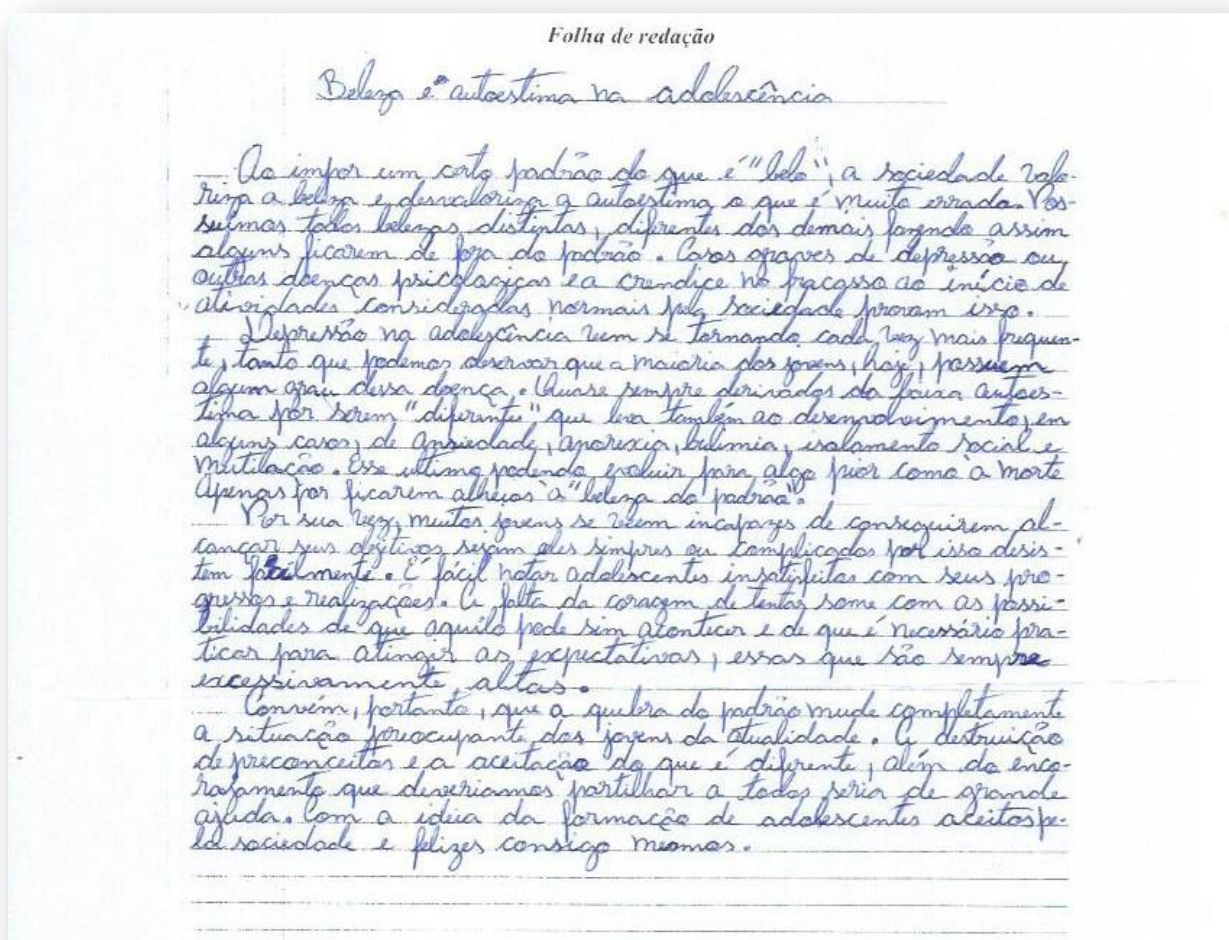 Folha de redação
Beleza e autoestima na adolescência
Ao impor um certo padrão do que é "belo", a sociedade valo-
riza a beleza e desvaloriza a autoestima o que é muito errado. Pos-
suímos todos belezas distintas, diferentes dos demais fazendo assim
alguns ficarem de fora do padrão. Casos graves de depressão ou
outras doenças psicológicas e a crendice no fracasso ao início de
atividades consideradas normais pela sociedade provam isso.
Depressão na adolescência vem se tornando cada vez mais frequen-
te, tanto que podemos observar que a maioria dos jovens, hoje, possuem
algum grau dessa doença. Quase sempre derivados da baixa autoes-
tima por serem "diferente" que leva também ao desenvolvimento, em
alguns casos, de ansiedade, anorexia, bulimia, isolamento social e
mutilação. Esse ultimo podendo evoluir para algo pior como a morte
apenas por ficarem alheios à "beleza do padrão".
Por sua vez, muitos jovens se veem incapazes de conseguirem al-
cançar seus objetivos sejam eles simpres ou complicados por isso desis-
tem facilmente. É fácil notar adolescentes insatisfeitos com seus pro-
gressos e realizações. A falta da coragem de tentar some com as possi-
bilidades de que aquilo pode sim acontecer e de que é necessário pra-
ticar para atingir as expectativas, essas que são sempre
excessivamente altas.
Convém, portanto, que a quebra do padrão mude completamente
a situação preocupante dos jovens da atualidade. A destruição
de preconceitos e a aceitação do que é diferente, além do enco-
rajamento que deveriamos partilhar a todos seria de grande
ajuda. Com a ideia da formação de adolescentes aceitos pe-
la sociedade e felizes consigo mesmos.